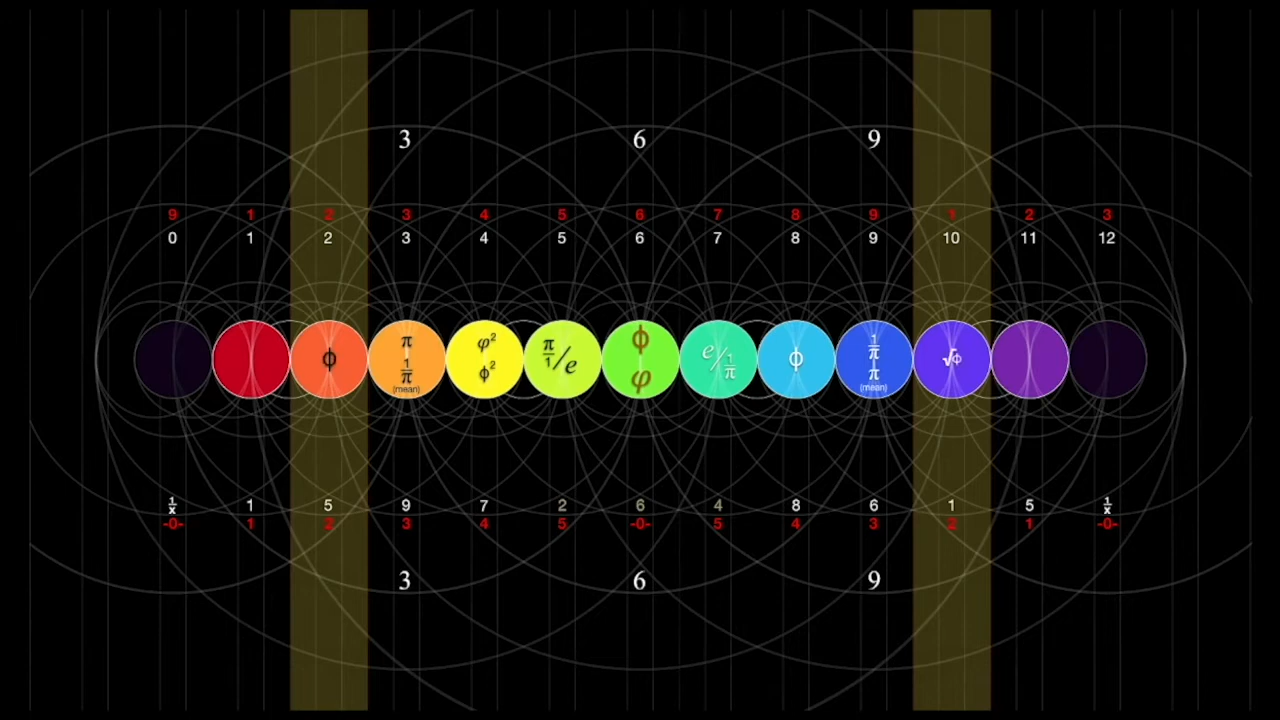 3 6 9
9 1 2 3 4 5 6 7 8 9 1 2 3
0 1 2 3 4 5 6 7 8 9 10 11 12
ϕ π 1/π (mean) φ² ϕ² π/1/e ϕ φ e/1/π ϕ 1/π π (mean) √ϕ
1/x 1 5 9 7 2 6 4 8 6 1 5 1/x
-0- 1 2 3 4 5 -0- 5 4 3 2 1 -0-
3 6 9